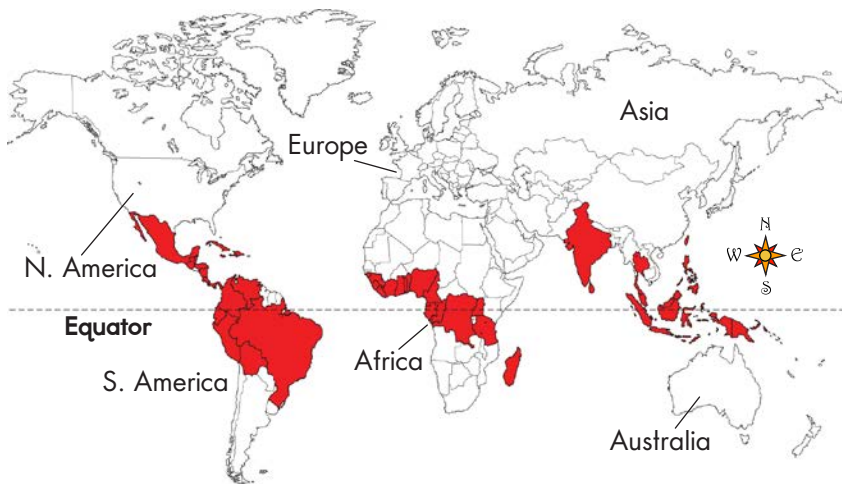 Asia
Europe
N
W E
S
N. America
Equator
Africa
S. America
Australia